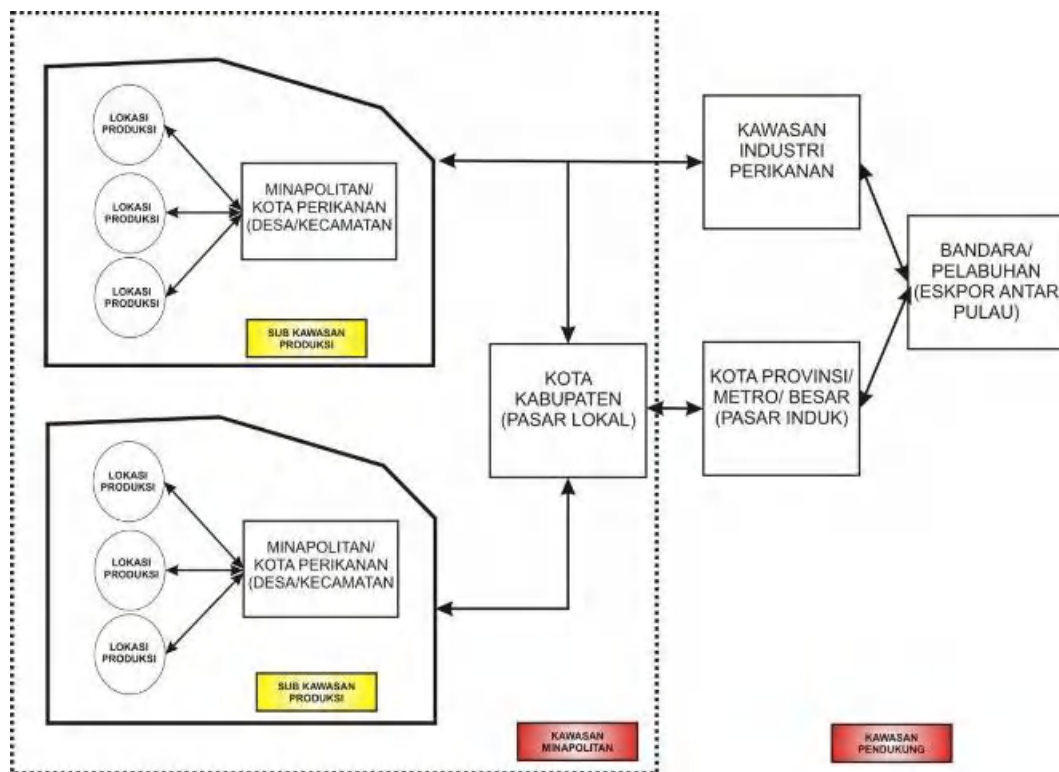 LOKASI
PRODUKSI
LOKASI
PRODUKSI
LOKASI
PRODUKSI
MINAPOLITAN/
KOTA PERIKANAN
(DESA/KECAMATAN
SUB KAWASAN
PRODUKSI
LOKASI
PRODUKSI
LOKASI
PRODUKSI
LOKASI
PRODUKSI
MINAPOLITAN/
KOTA PERIKANAN
(DESA/KECAMATAN
SUB KAWASAN
PRODUKSI
KOTA
KABUPATEN
(PASAR LOKAL)
KAWASAN
MINAPOLITAN
KAWASAN
INDUSTRI
PERIKANAN
KOTA PROVINSI/
METRO/ BESAR
(PASAR INDUK)
BANDARA/
PELABUHAN
(ESKPOR ANTAR
PULAU)
KAWASAN
PENDUKUNG